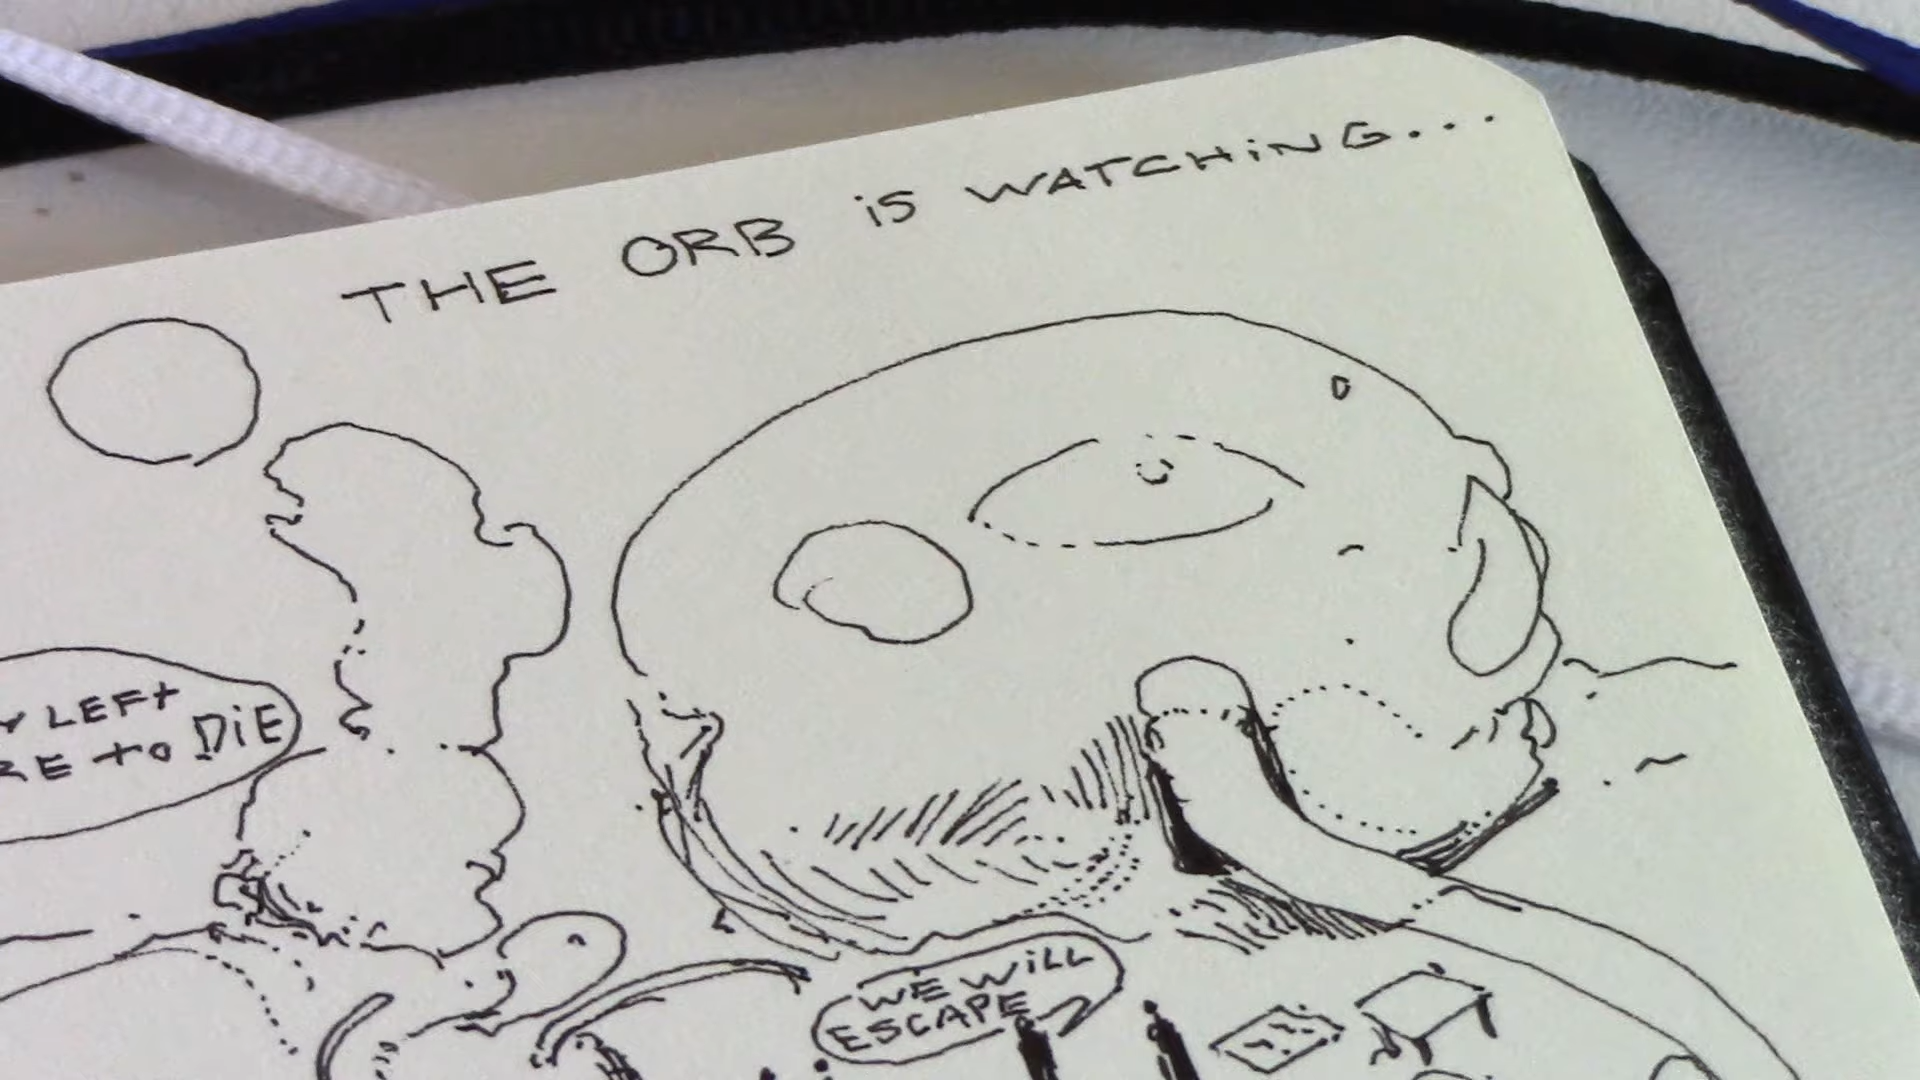 THE ORB iS WATCHiNG...
LEFT
to DiE
WE WiLL
ESCAPE